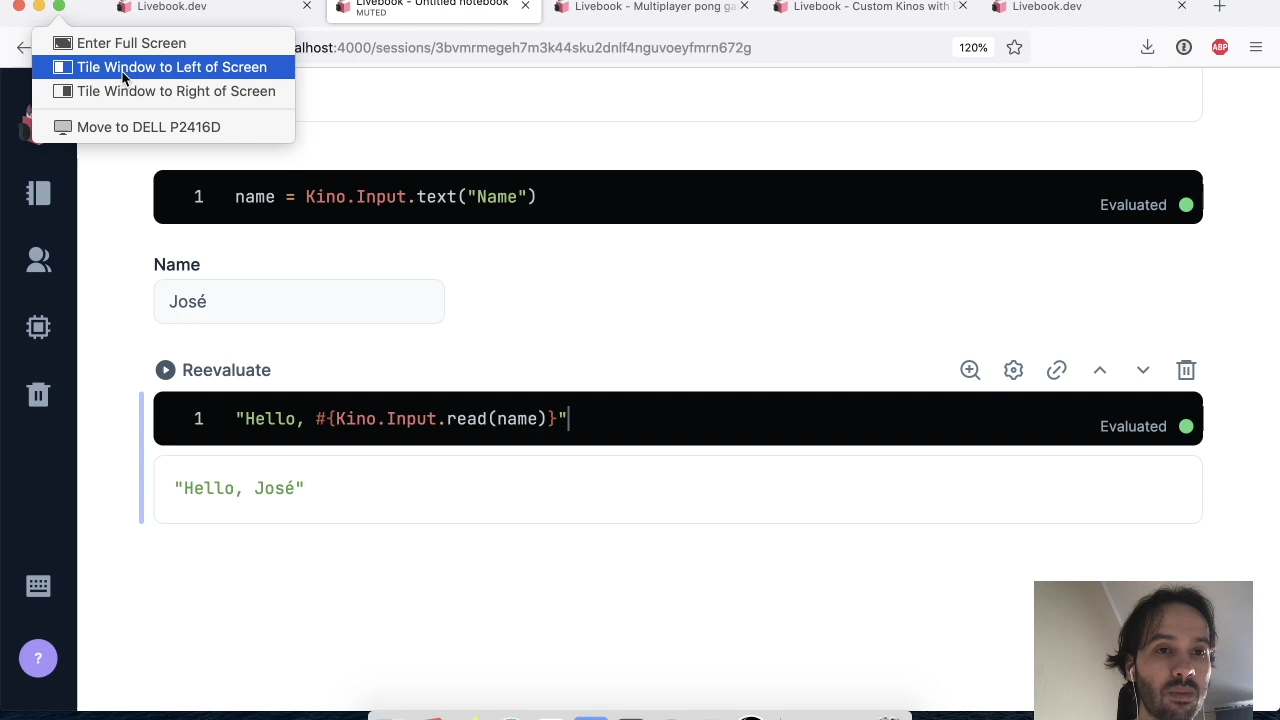 Livebook.dev
Livebook - Untitled notebook
MUTED
Livebook - Multiplayer pong ga
Livebook - Custom Kinos with
Livebook.dev
Enter Full Screen
Tile Window to Left of Screen
Tile Window to Right of Screen
Move to DELL P2416D
alhost:4000/sessions/3bvmrmegeh7m3k44sku2dnlf4nguvoeyfmrn672g
120%
ABP
1 name = Kino.Input.text("Name")
Evaluated
Name
José
Reevaluate
1 "Hello, #{Kino.Input.read(name)}"
Evaluated
"Hello, José"
?